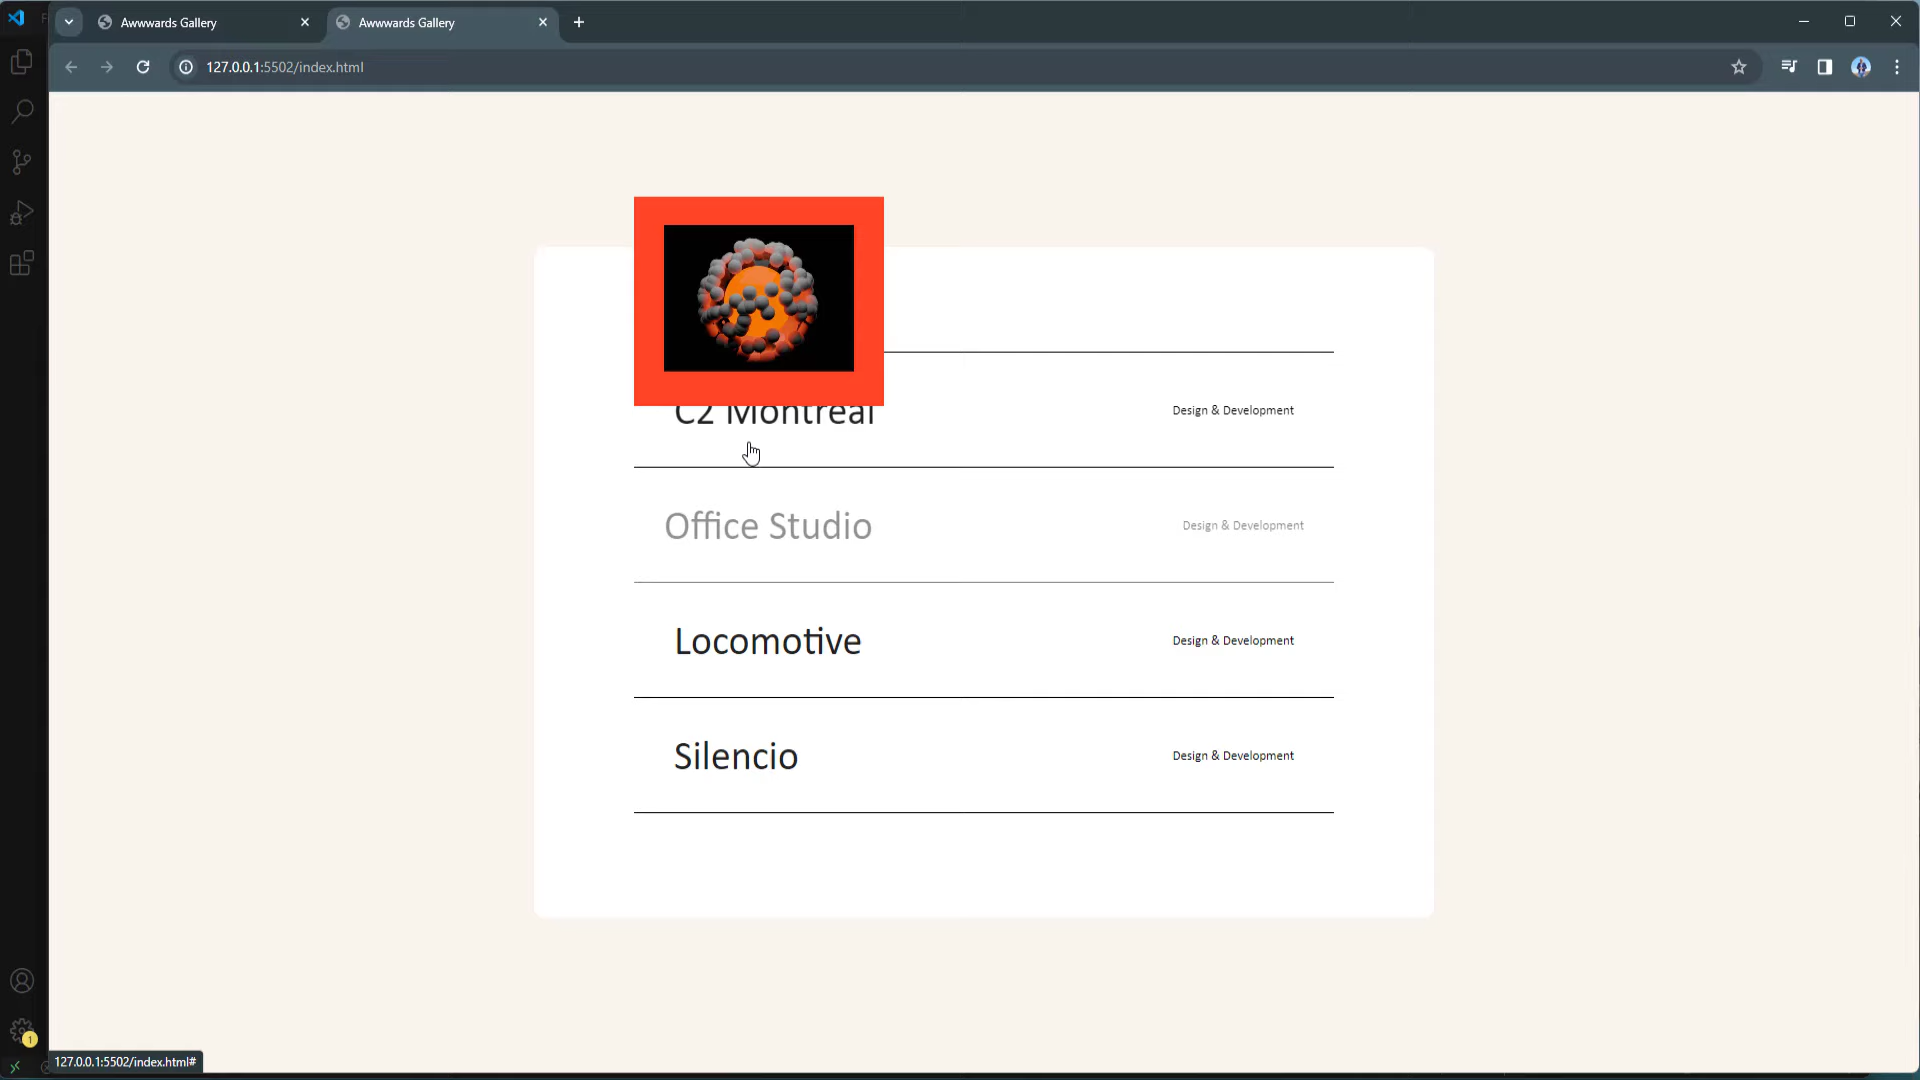 Awwwards Gallery
Awwwards Gallery
127.0.0.1:5502/index.html
C2 Montreal
Design & Development
Office Studio
Design & Development
Locomotive
Design & Development
Silencio
Design & Development
1
127.0.0.1:5502/index.html#